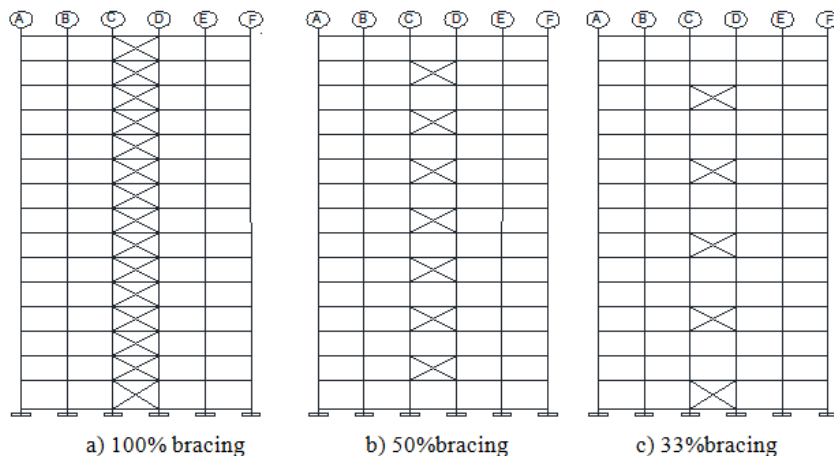 A B C D E F
A B C D E F
A B C D E F
a) 100% bracing
b) 50%bracing
c) 33%bracing